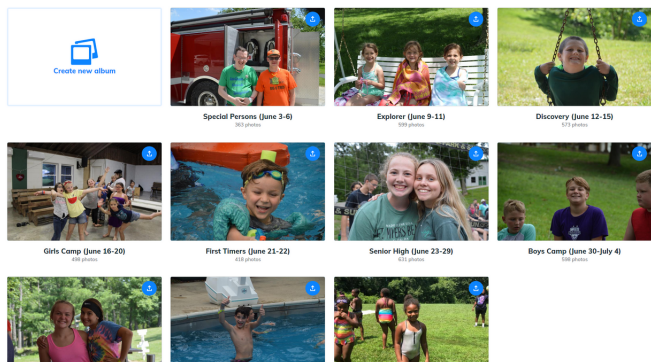 Create new album
Special Persons (June 3-6)
363 photos
Explorer (June 9-11)
599 photos
Discovery (June 12-15)
573 photos
Girls Camp (June 16-20)
498 photos
First Timers (June 21-22)
418 photos
Senior High (June 23-29)
631 photos
Boys Camp (June 30-July 4)
598 photos